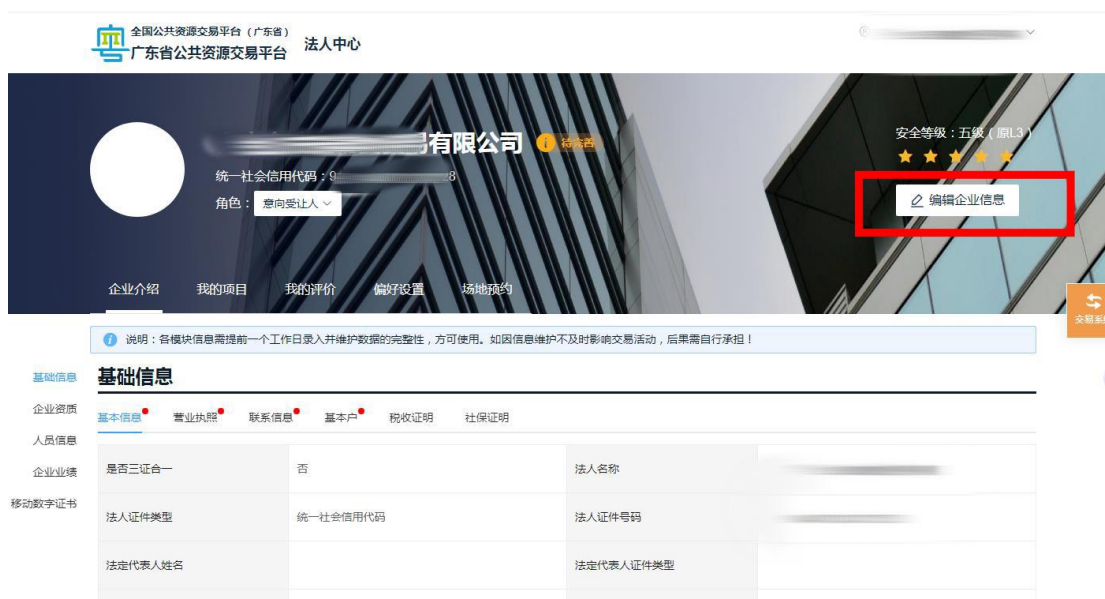 全国公共资源交易平台（广东省）
广东省公共资源交易平台
法人中心
有限公司 待完善
统一社会信用代码：9 8
角色： 意向受让人
安全等级：五级（原L3）
编辑企业信息
企业介绍 我的项目 我的评价 偏好设置 场地预约
交易系
说明：各模块信息需提前一个工作日录入并维护数据的完整性，方可使用。如因信息维护不及时影响交易活动，后果需自行承担！
基础信息
企业资质
人员信息
企业业绩
移动数字证书
基础信息
基本信息 营业执照 联系信息 基本户 税收证明 社保证明
是否三证合一 否 法人名称
法人证件类型 统一社会信用代码 法人证件号码
法定代表人姓名 法定代表人证件类型